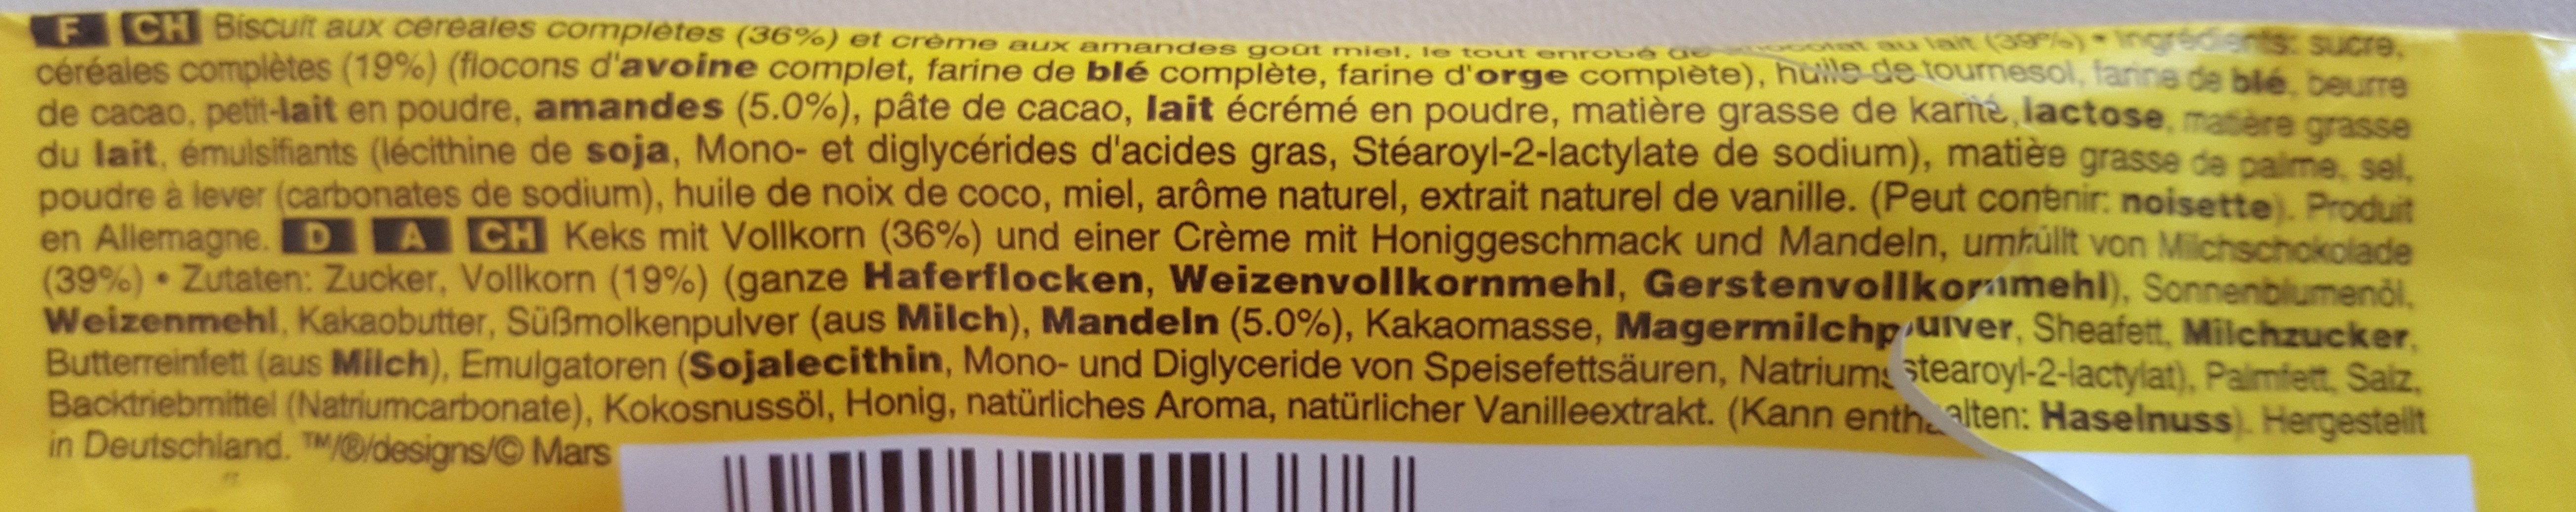 F CH Biscuit aux céréales complètes (36%) et crème aux amandes goût miel, le tout enrobé de chocolat au lait (39%) • Ingrédients: sucre,
céréales complètes (19%) (flocons d'avoine complet, farine de blé complète, farine d'orge complète), huile de tournesol, farine de blé, beurre
de cacao, petit-lait en poudre, amandes (5.0%), pâte de cacao, lait écrémé en poudre, matière grasse de karité, lactose, matière grasse
du lait, émulsifiants (lécithine de soja, Mono- et diglycérides d'acides gras, Stéaroyl-2-lactylate de sodium), matièe grasse de palme, sel,
poudre à lever (carbonates de sodium), huile de noix de coco, miel, arôme naturel, extrait naturel de vanille. (Peut contenir: noisette). Produit
en Allemagne. D A CH Keks mit Vollkorn (36%) und einer Crème mit Honiggeschmack und Mandeln, umhüllt von Milchschokolade
(39%) • Zutaten: Zucker, Vollkorn (19%) (ganze Haferflocken, Weizenvollkornmehl, Gerstenvollkornmehl), Sonnenblumenöl,
Weizenmehl, Kakaobutter, Süßmolkenpulver (aus Milch), Mandeln (5.0%), Kakaomasse, Magermilchpulver, Sheafett, Milchzucker,
Butterreinfett (aus Milch), Emulgatoren (Sojalecithin, Mono- und Diglyceride von Speisefettsäuren, Natriumstearoyl-2-lactylat), Palmfett, Salz,
Backtriebmittel (Natriumcarbonate), Kokosnussöl, Honig, natürliches Aroma, natürlicher Vanilleextrakt. (Kann enthalten: Haselnuss). Hergestellt
in Deutschland. ™/®/designs/© Mars